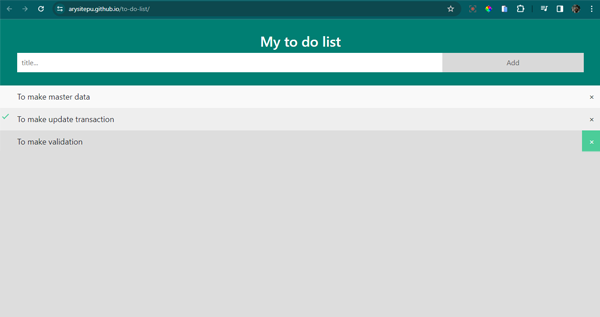 arysitepu.github.io/to-do-list/
My to do list
title...
Add
To make master data ×
To make update transaction ×
To make validation ×